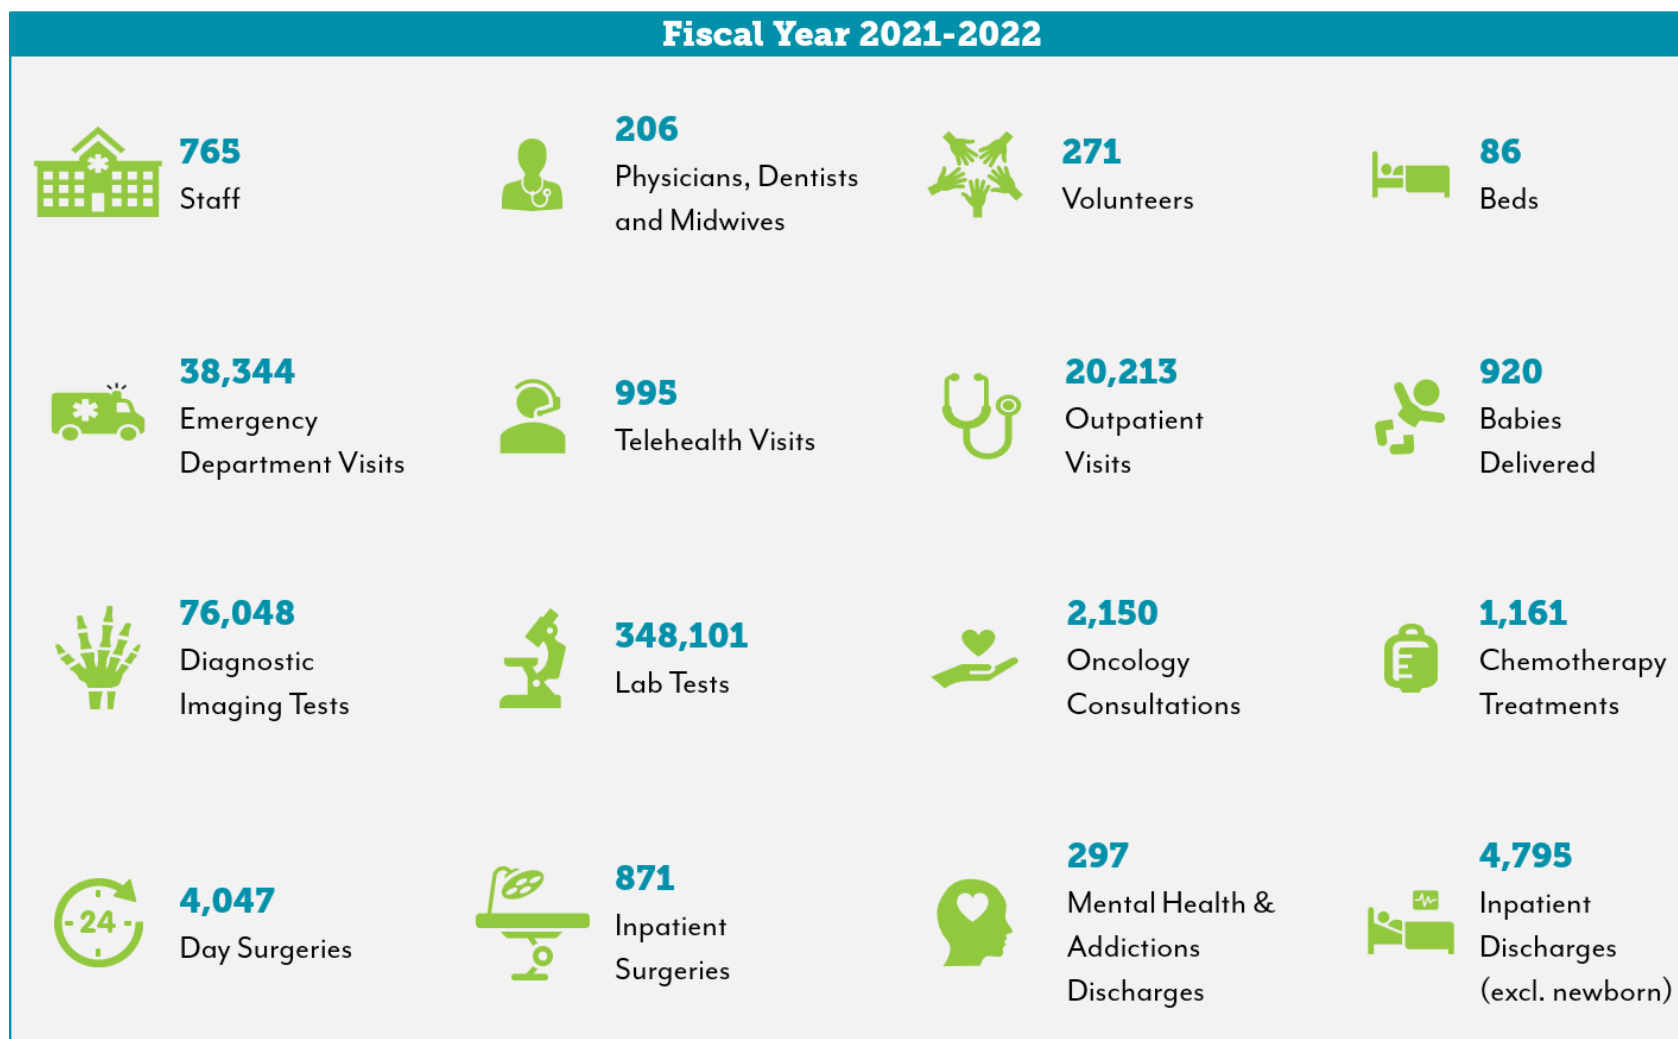 Fiscal Year 2021-2022
765
Staff
206
Physicians, Dentists
and Midwives
271
Volunteers
86
Beds
38,344
Emergency
Department Visits
995
Telehealth Visits
20,213
Outpatient
Visits
920
Babies
Delivered
76,048
Diagnostic
Imaging Tests
348,101
Lab Tests
2,150
Oncology
Consultations
1,161
Chemotherapy
Treatments
24
4,047
Day Surgeries
871
Inpatient
Surgeries
297
Mental Health &
Addictions
Discharges
4,795
Inpatient
Discharges
(excl. newborn)